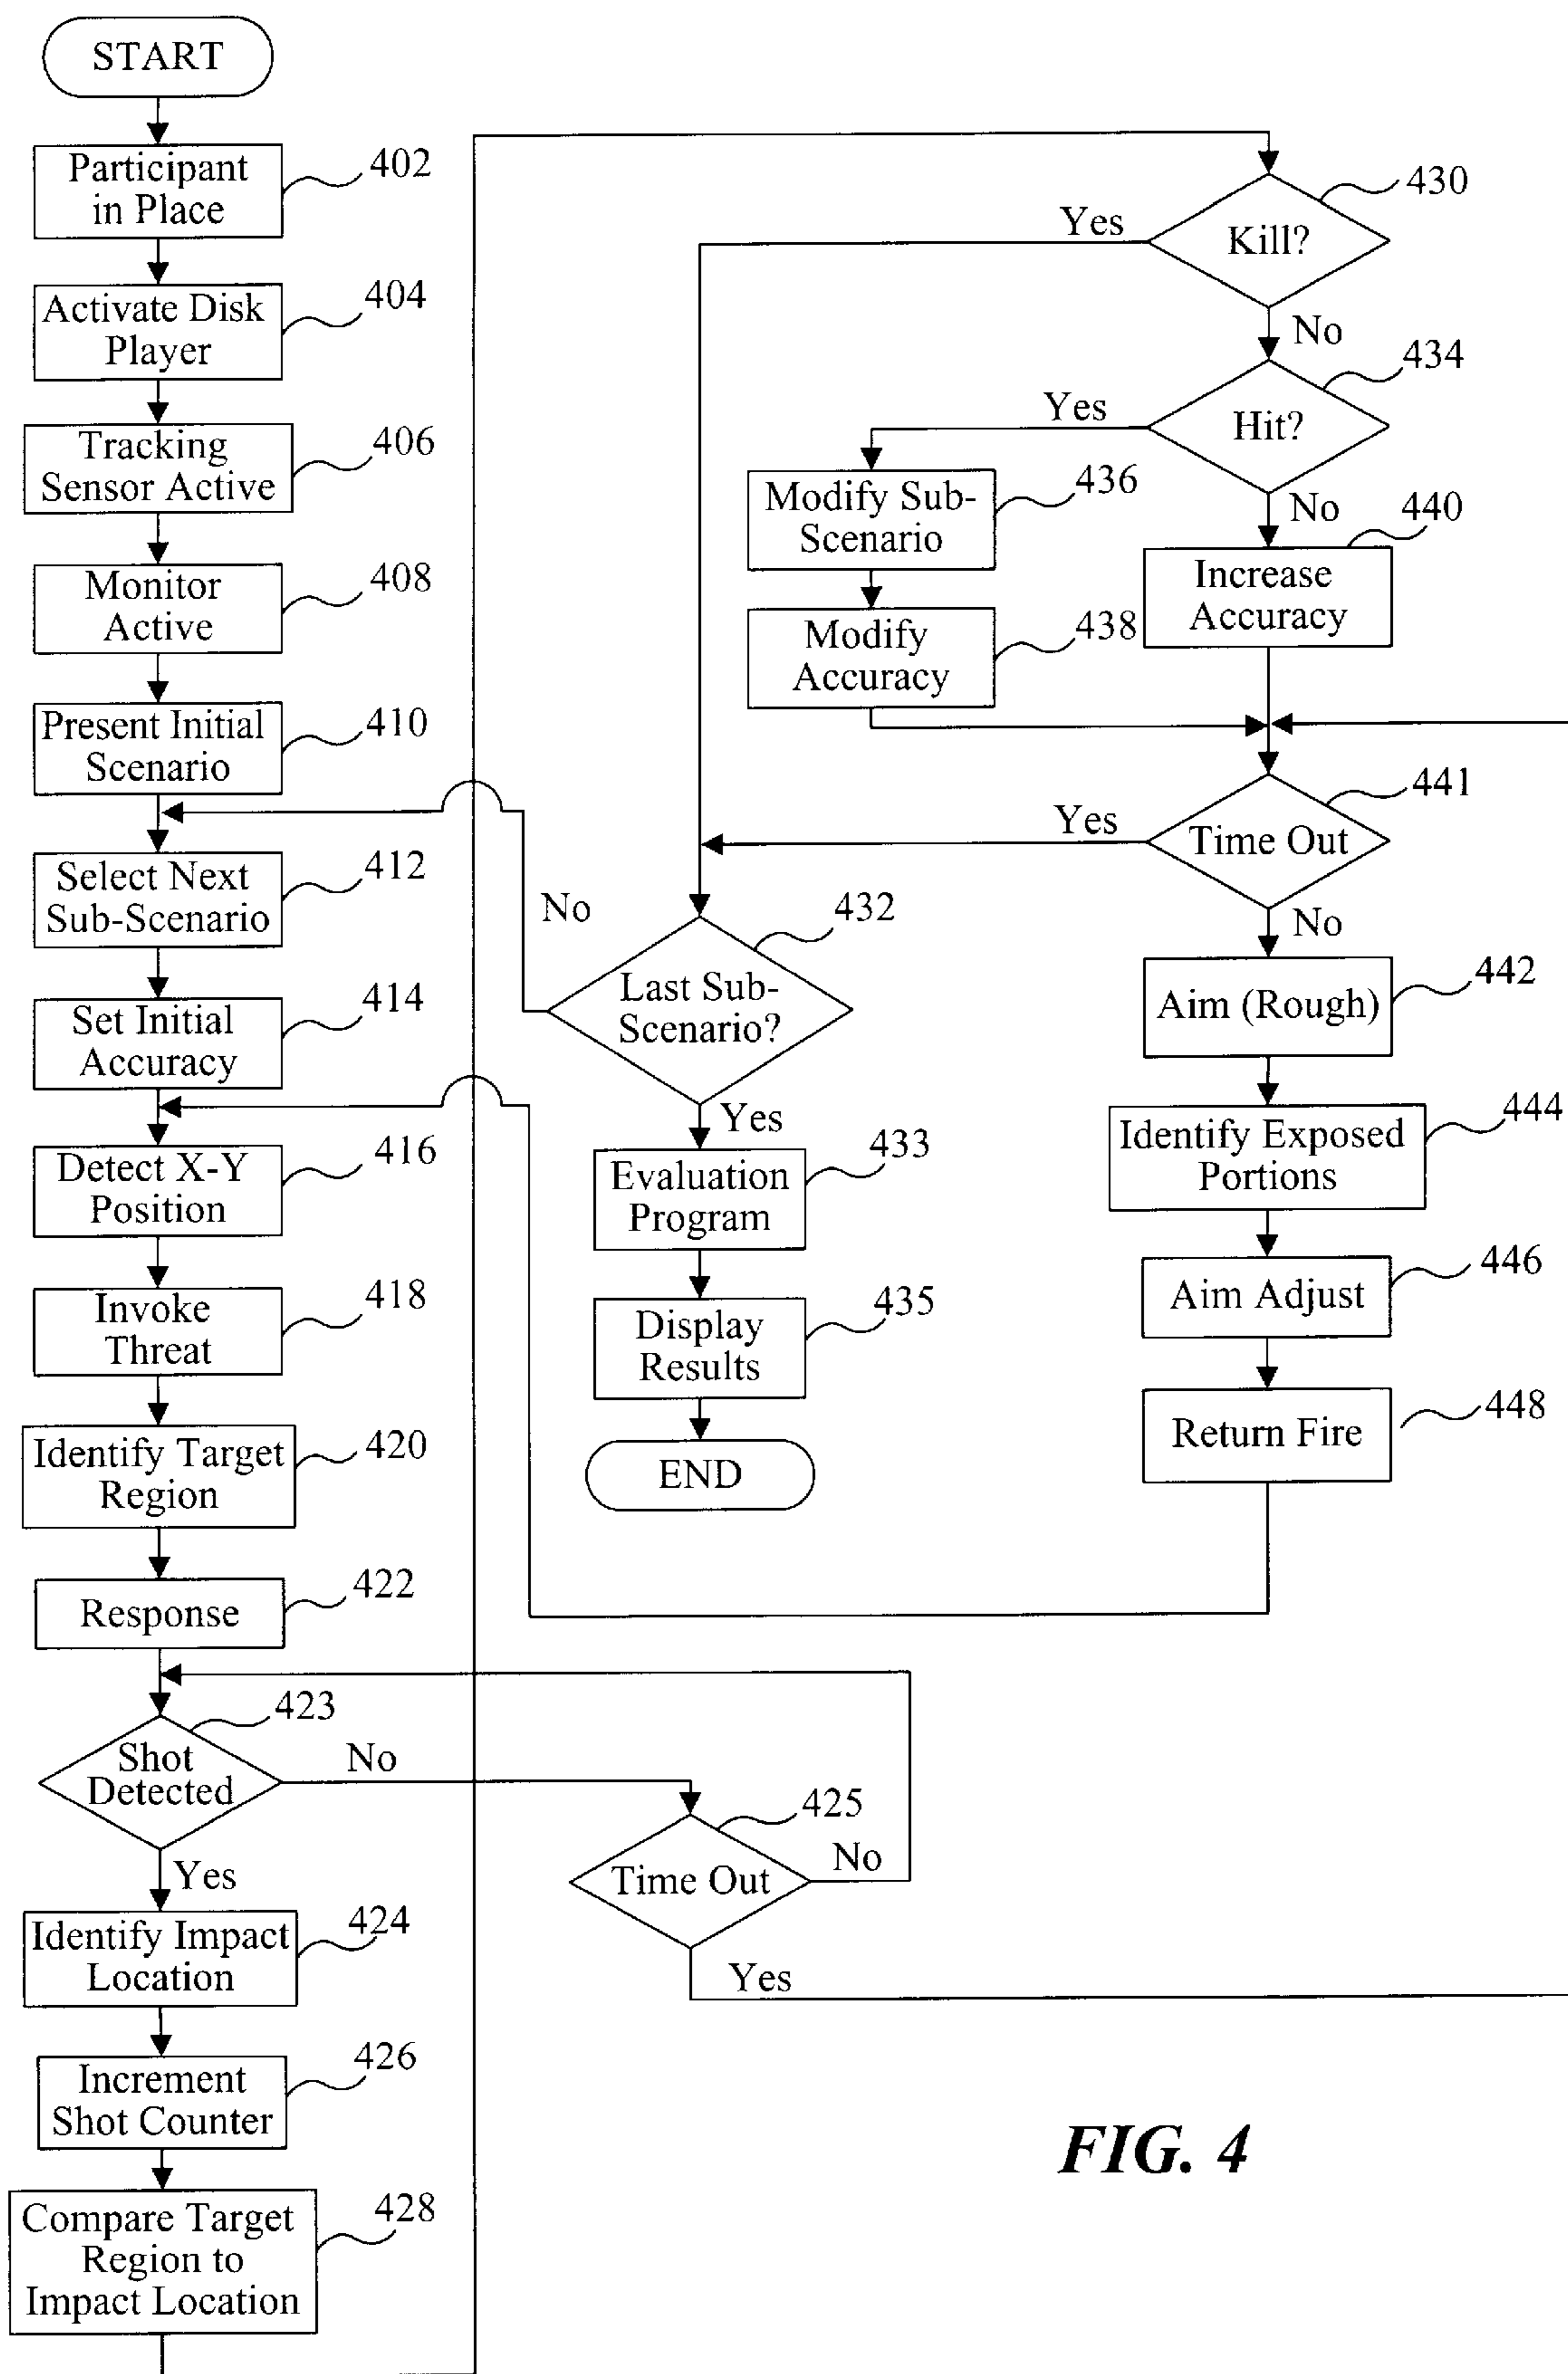 START
Participant
in Place
402
Activate Disk
Player
404
Tracking
Sensor Active
406
Monitor
Active
408
Present Initial
Scenario
410
Select Next
Sub-Scenario
412
Set Initial
Accuracy
414
Detect X-Y
Position
416
Invoke
Threat
418
Identify Target
Region
420
Response
422
Shot
Detected
423
No
Yes
Time Out
425
No
Yes
Identify Impact
Location
424
Increment
Shot Counter
426
Compare Target
Region to
Impact Location
428
Kill?
430
Yes
No
Hit?
434
Yes
No
Modify Sub-
Scenario
436
Modify
Accuracy
438
Increase
Accuracy
440
Time Out
441
Yes
No
Last Sub-
Scenario?
432
No
Yes
Evaluation
Program
433
Display
Results
435
END
Aim (Rough)
442
Identify Exposed
Portions
444
Aim Adjust
446
Return Fire
448
FIG. 4